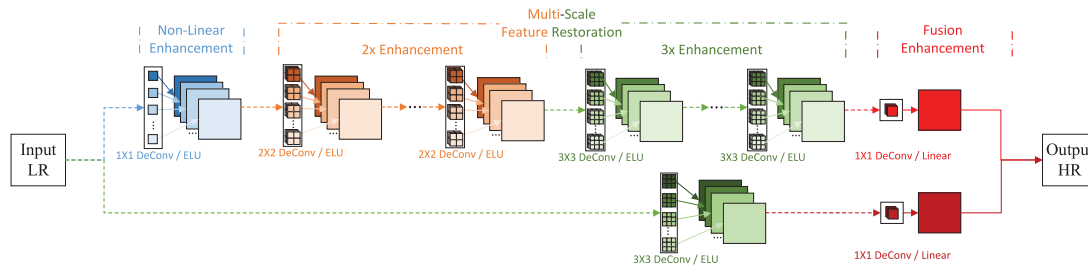 Multi-Scale
Feature Restoration
Non-Linear
Enhancement
2x Enhancement
3x Enhancement
Fusion
Enhancement
Input
LR
1X1 DeConv / ELU
2X2 DeConv / ELU
2X2 DeConv / ELU
3X3 DeConv / ELU
3X3 DeConv / ELU
1X1 DeConv / Linear
Output
HR
3X3 DeConv / ELU
1X1 DeConv / Linear